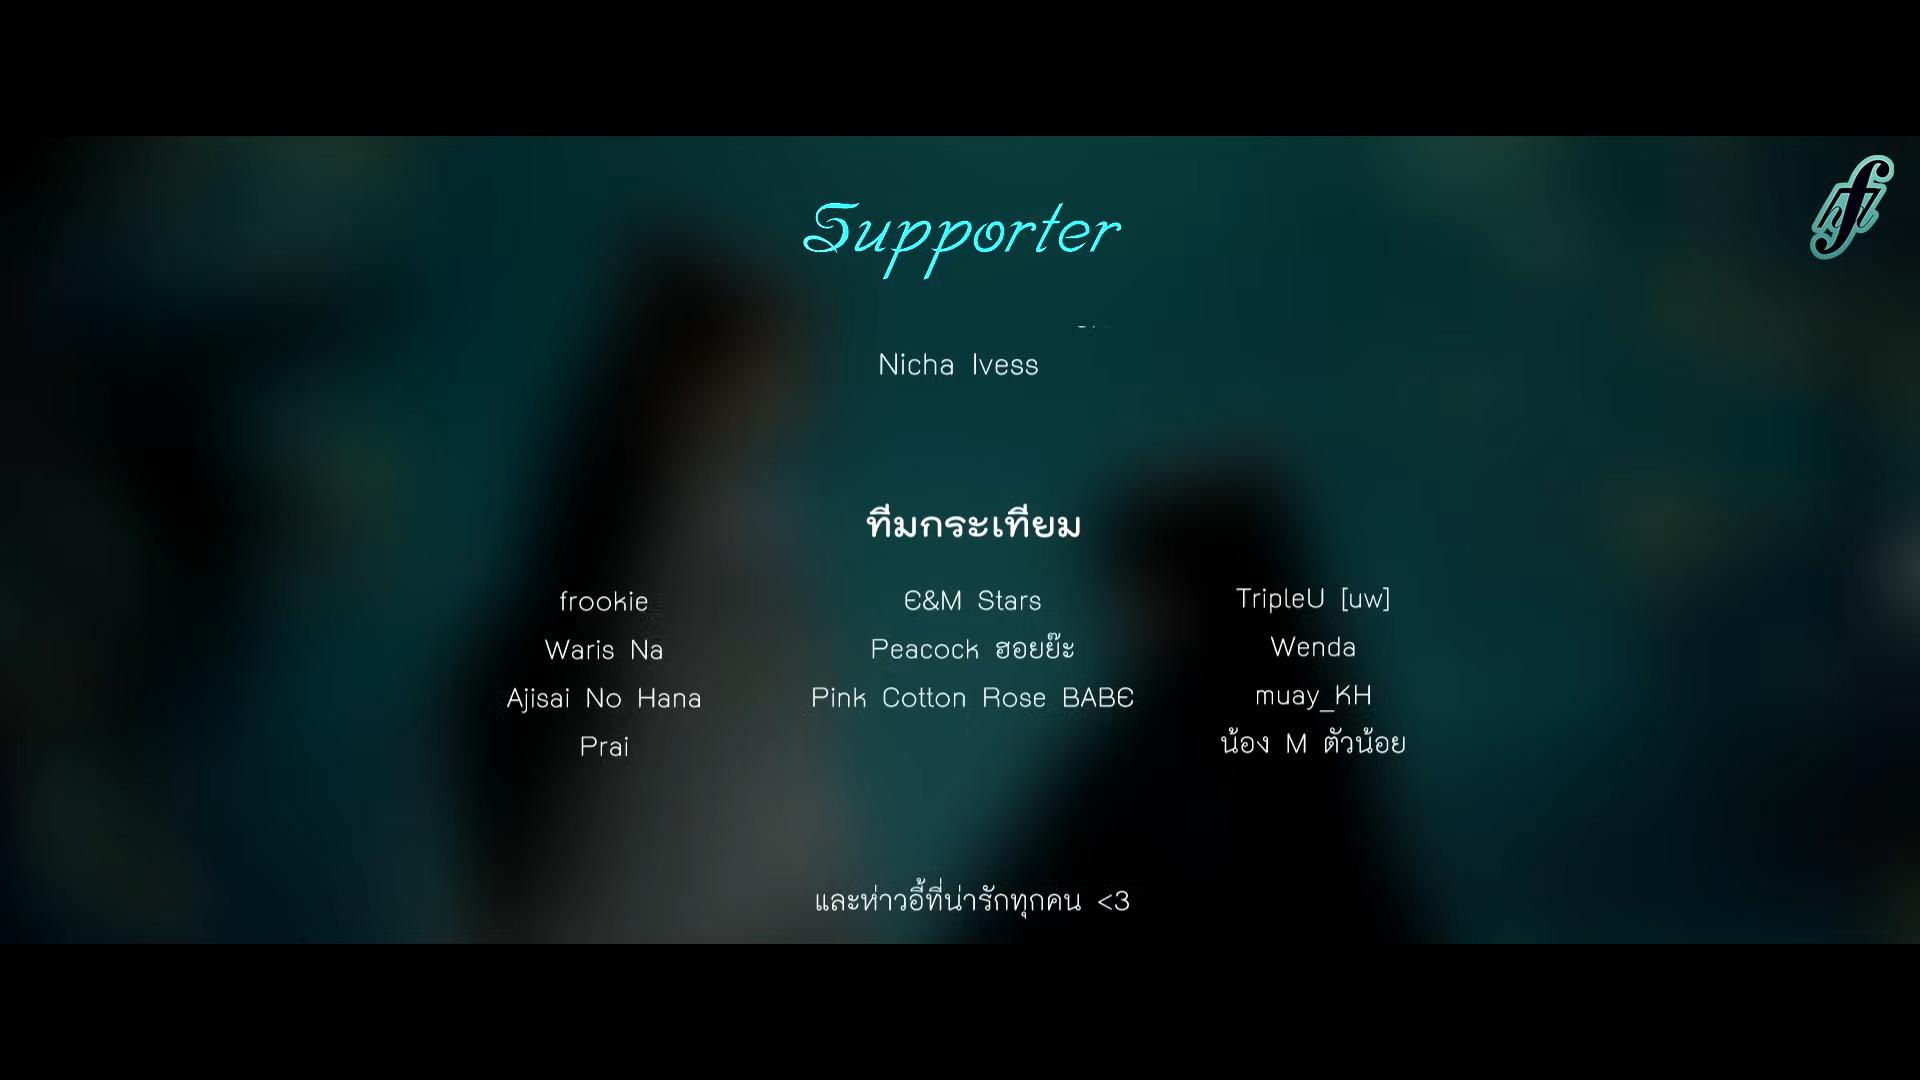 Supporter
Nicha Ivess
ทีมกระเทียม
frookie
Waris Na
Ajisai No Hana
Prai
E&M Stars
Peacock ฮอยย๊ะ
Pink Cotton Rose BABE
TripleU [uw]
Wenda
muay_KH
น้อง M ตัวน้อย
และห่าวอี้ที่น่ารักทุกคน <3